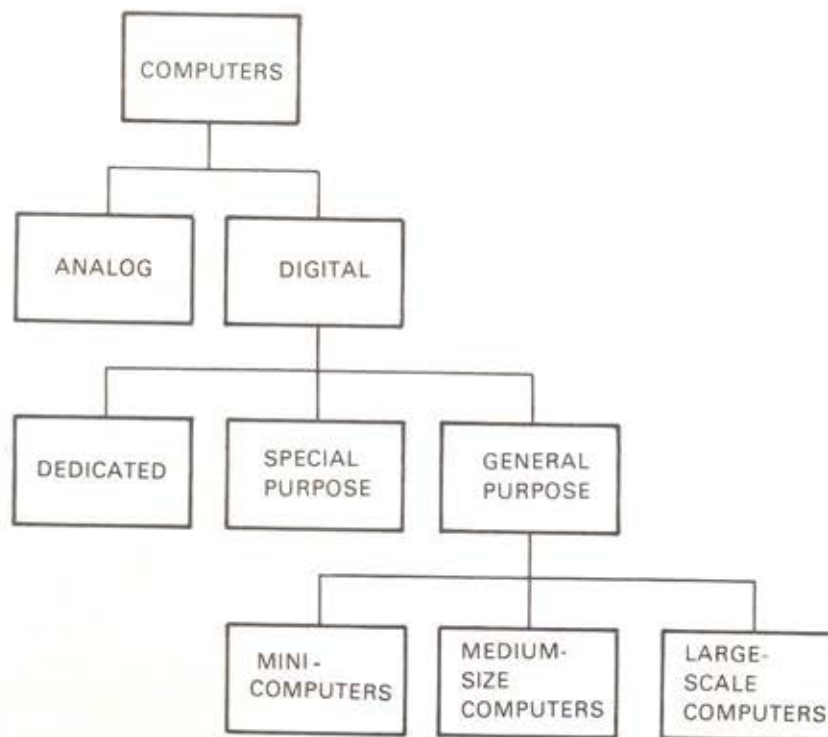 COMPUTERS
ANALOG
DIGITAL
DEDICATED
SPECIAL
PURPOSE
GENERAL
PURPOSE
MINI-
COMPUTERS
MEDIUM-
SIZE
COMPUTERS
LARGE-
SCALE
COMPUTERS